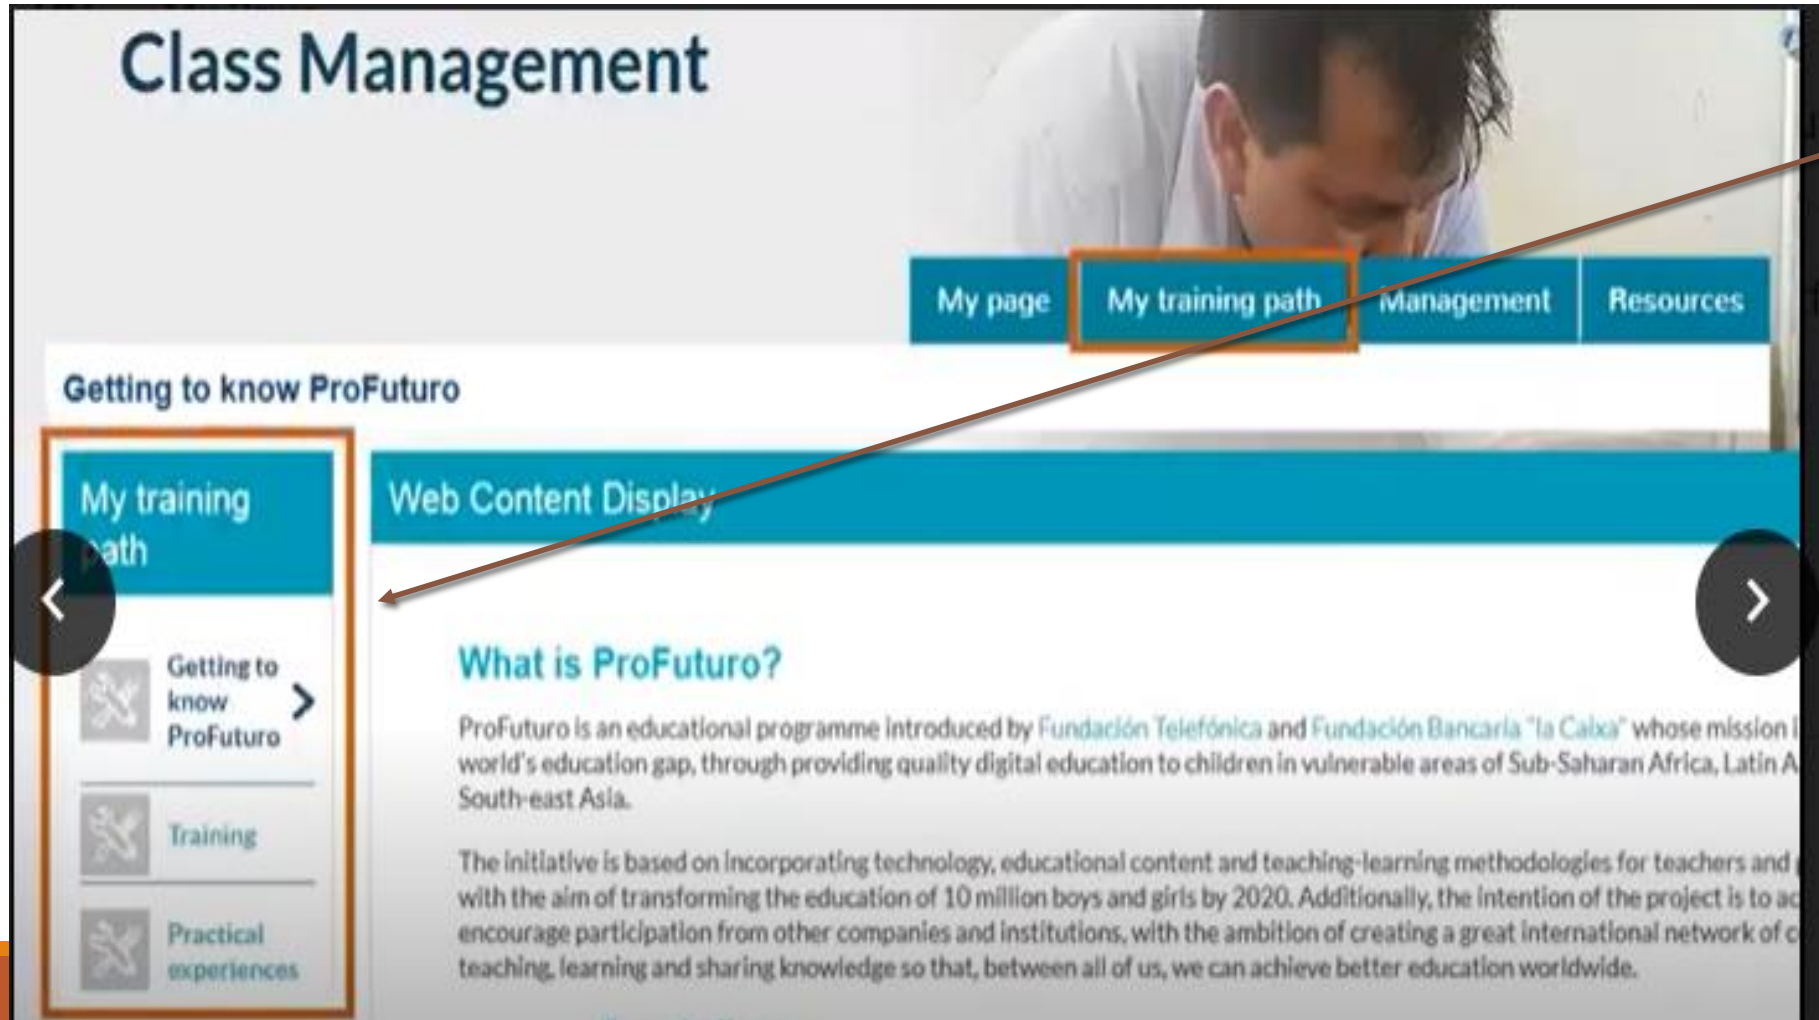 Class Management
My page
My training path
Management
Resources
Getting to know ProFuturo
My training
path
Web Content Display
Getting to
know
ProFuturo
Training
Practical
experiences
What is ProFuturo?
ProFuturo is an educational programme introduced by Fundación Telefónica and Fundación Bancaria "la Caixa" whose mission i
world's education gap, through providing quality digital education to children in vulnerable areas of Sub-Saharan Africa, Latin A
South-east Asia.
The initiative is based on incorporating technology, educational content and teaching-learning methodologies for teachers and
with the aim of transforming the education of 10 million boys and girls by 2020. Additionally, the intention of the project is to ac
encourage participation from other companies and institutions, with the ambition of creating a great international network of c
teaching, learning and sharing knowledge so that, between all of us, we can achieve better education worldwide.